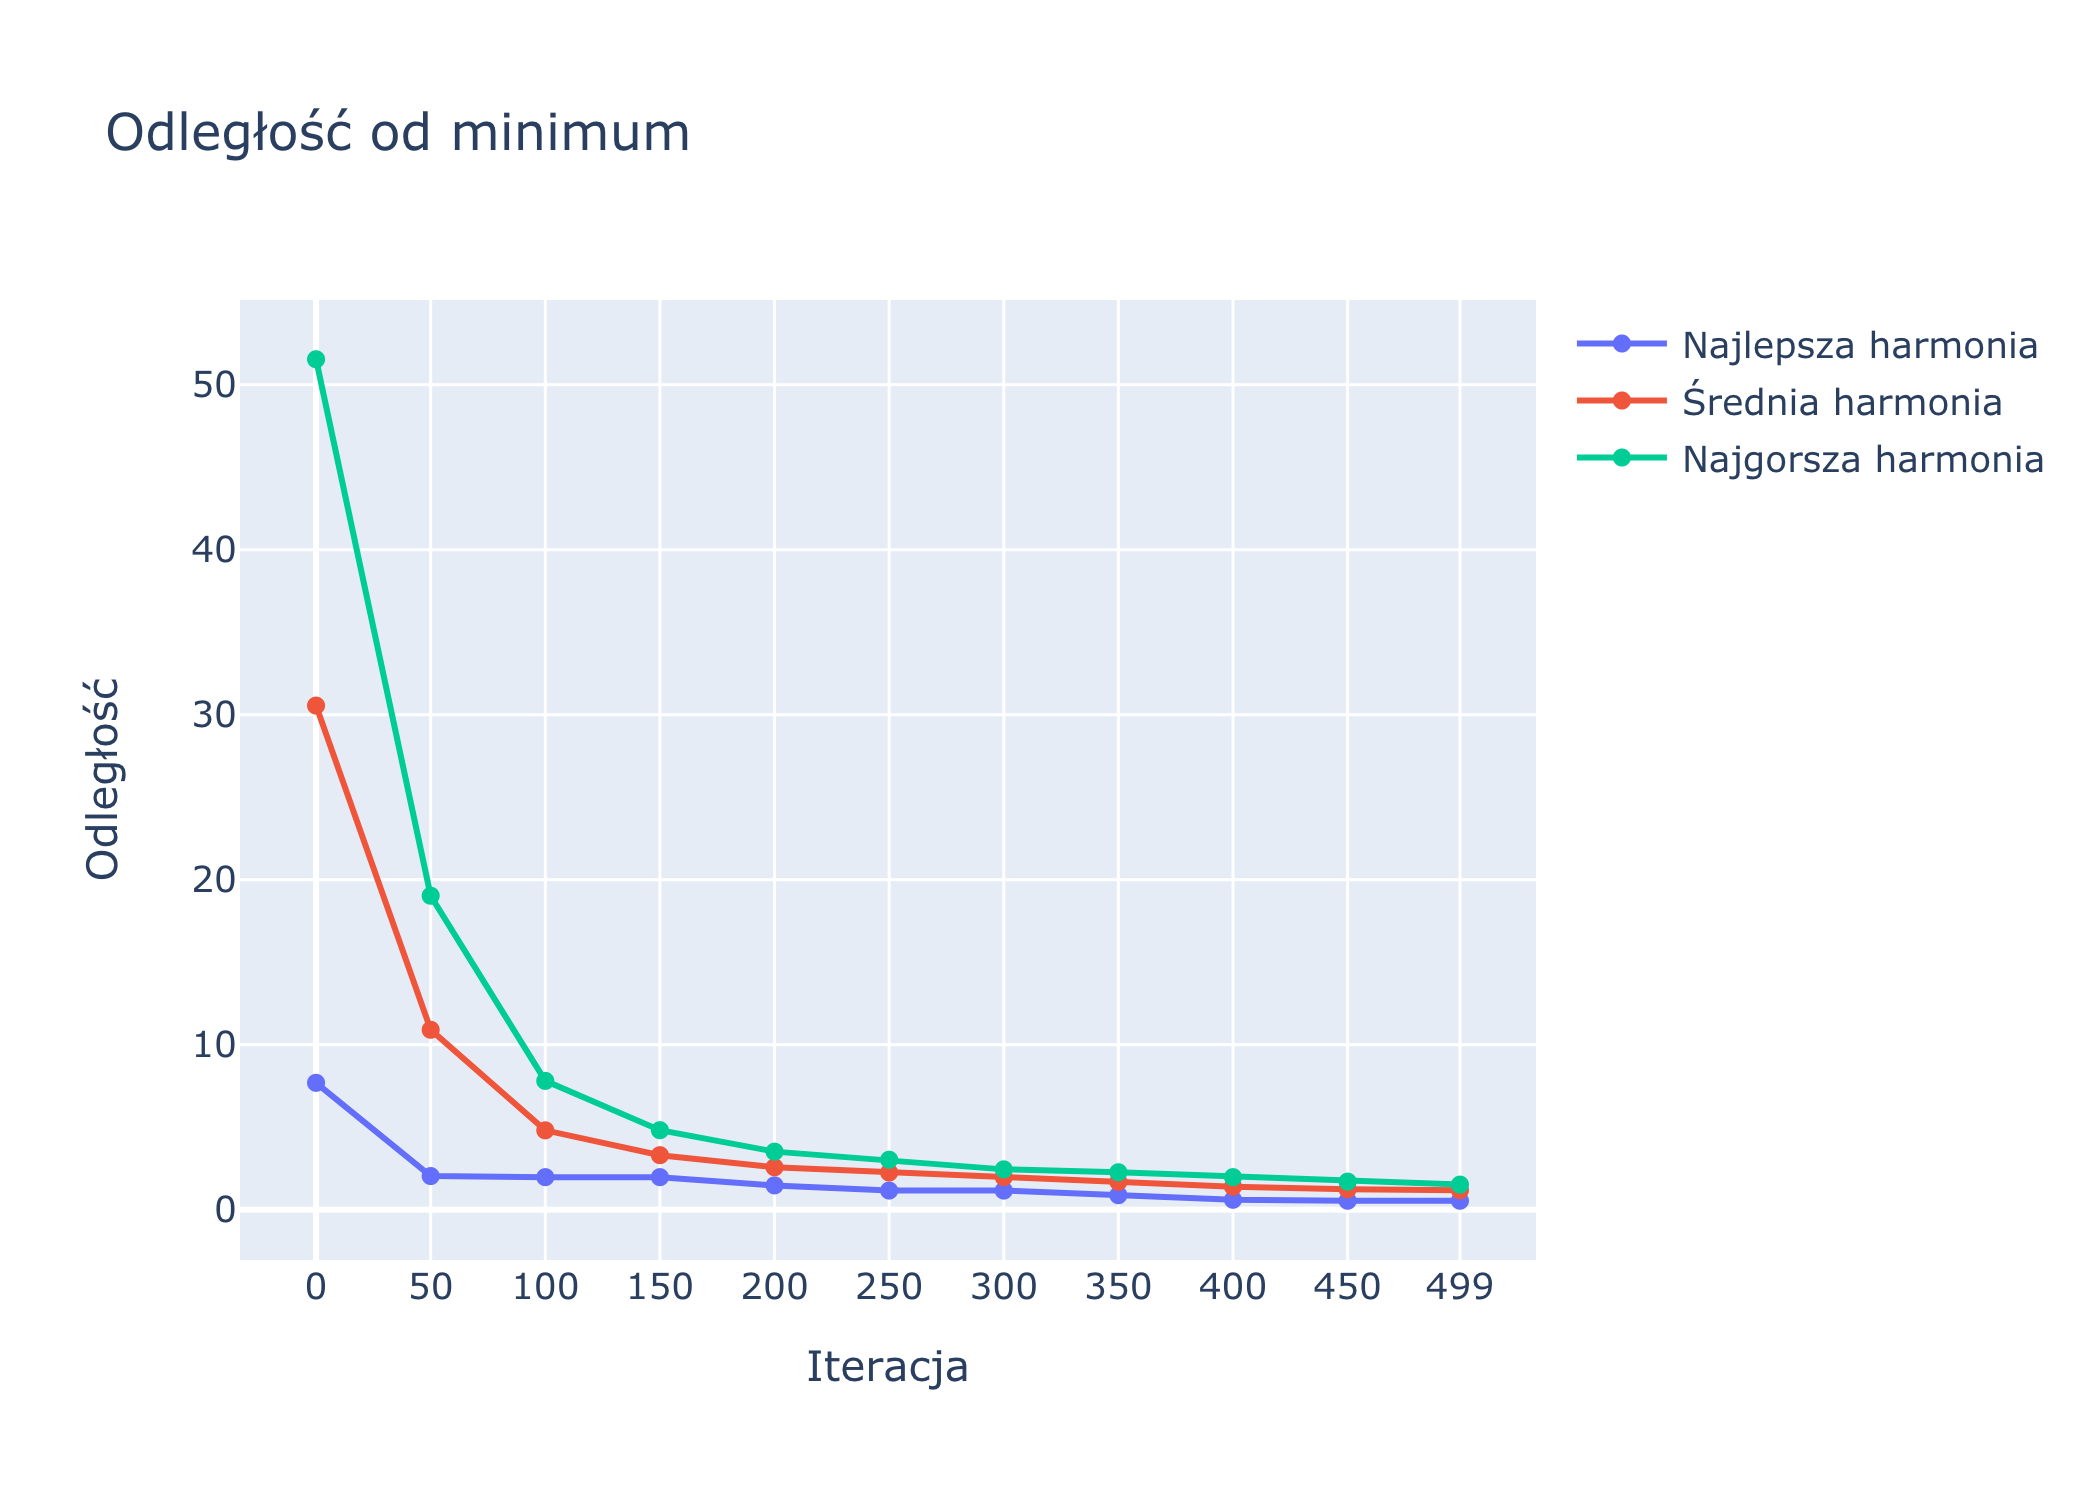 Odległość od minimum
Najlepsza harmonia
Średnia harmonia
Najgorsza harmonia
Odległość
50
40
30
20
10
0
0 50 100 150 200 250 300 350 400 450 499
Iteracja